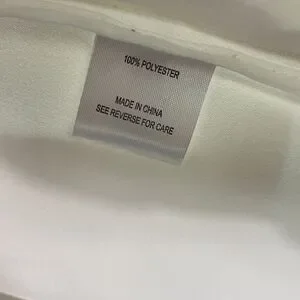 100% POLYESTER
MADE IN CHINA
SEE REVERSE FOR CARE